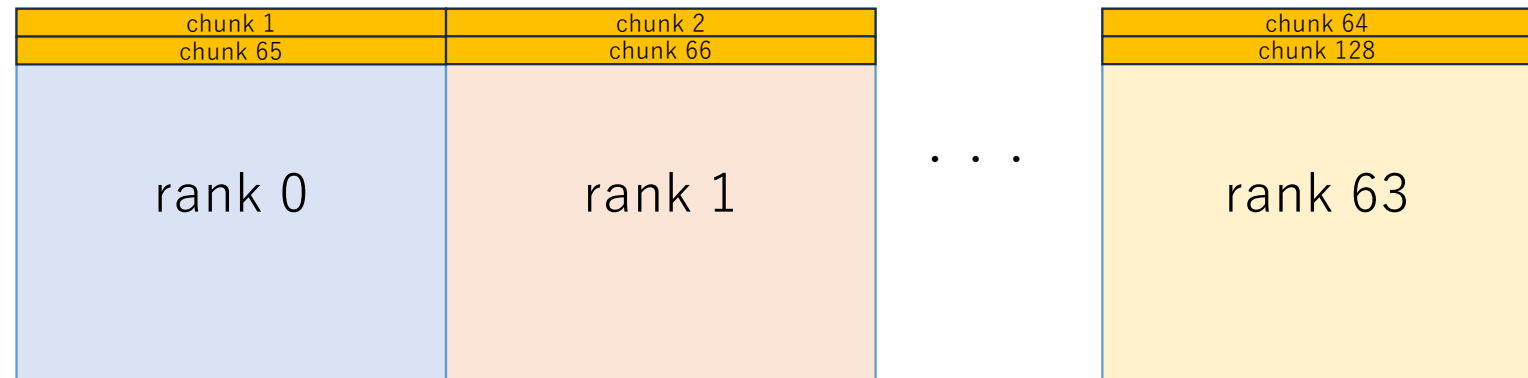 chunk 1 chunk 2 chunk 64
chunk 65 chunk 66 chunk 128
rank 0 rank 1 . . . rank 63